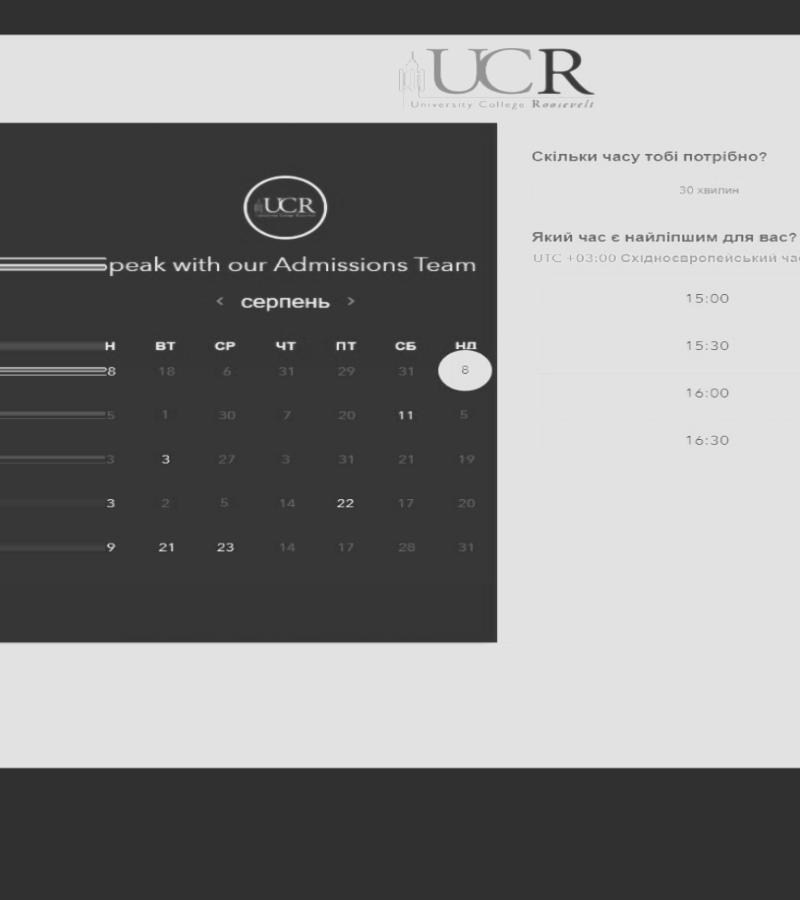 UCR
University College Roosevelt
UCR
peak with our Admissions Team
< серпень >
Н ВТ СР ЧТ ПТ СБ НД
8 18 6 31 29 31 8
5 1 30 7 20 11 5
3 3 27 3 31 21 19
3 2 5 14 22 17 20
9 21 23 14 17 28 31
Скільки часу тобі потрібно?
30 хвилин
Який час є найліпшим для вас?
UTC +03:00 Східноєвропейський ча
15:00
15:30
16:00
16:30